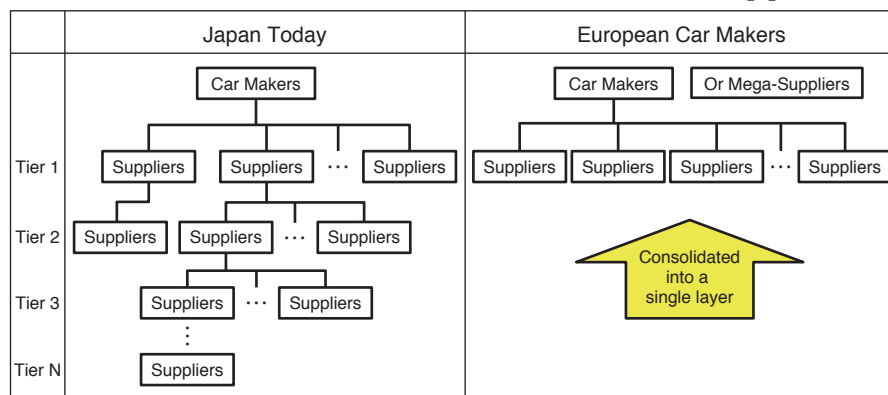 Japan Today
European Car Makers
Car Makers
Car Makers
Or Mega-Suppliers
Tier 1
Suppliers
Suppliers
...
Suppliers
Suppliers
Suppliers
Suppliers
...
Suppliers
Tier 2
Suppliers
Suppliers
...
Suppliers
Consolidated
into a
single layer
Tier 3
Suppliers
...
Suppliers
Tier N
Suppliers